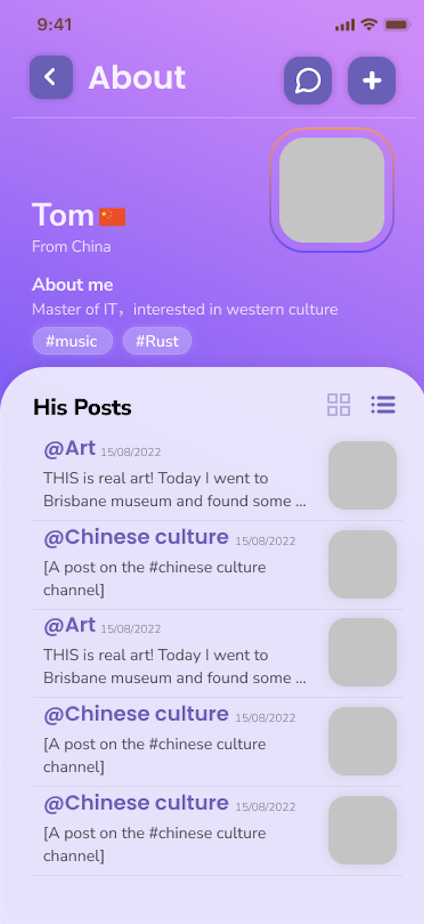 9:41
About
Tom
From China
About me
Master of IT，interested in western culture
#music #Rust
His Posts
@Art 15/08/2022
THIS is real art! Today I went to
Brisbane museum and found some ...
@Chinese culture 15/08/2022
[A post on the #chinese culture
channel]
@Art 15/08/2022
THIS is real art! Today I went to
Brisbane museum and found some ...
@Chinese culture 15/08/2022
[A post on the #chinese culture
channel]
@Chinese culture 15/08/2022
[A post on the #chinese culture
channel]